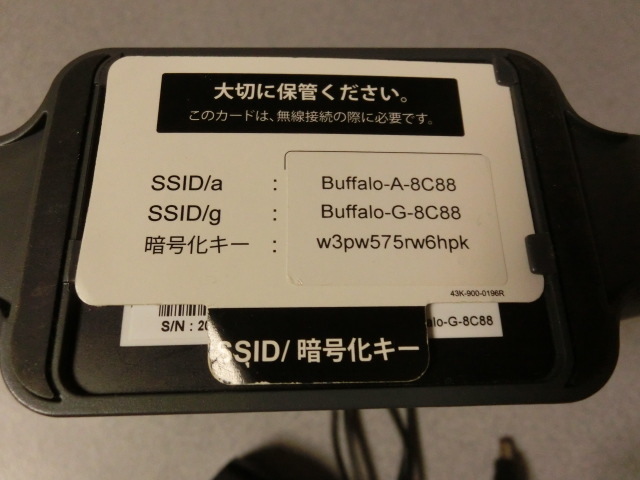 大切に保管ください。
このカードは、無線接続の際に必要です。
SSID/a : Buffalo-A-8C88
SSID/g : Buffalo-G-8C88
暗号化キー : w3pw575rw6hpk
43K-900-0196R
S/N : 20
alo-G-8C88
SSID/ 暗号化キー